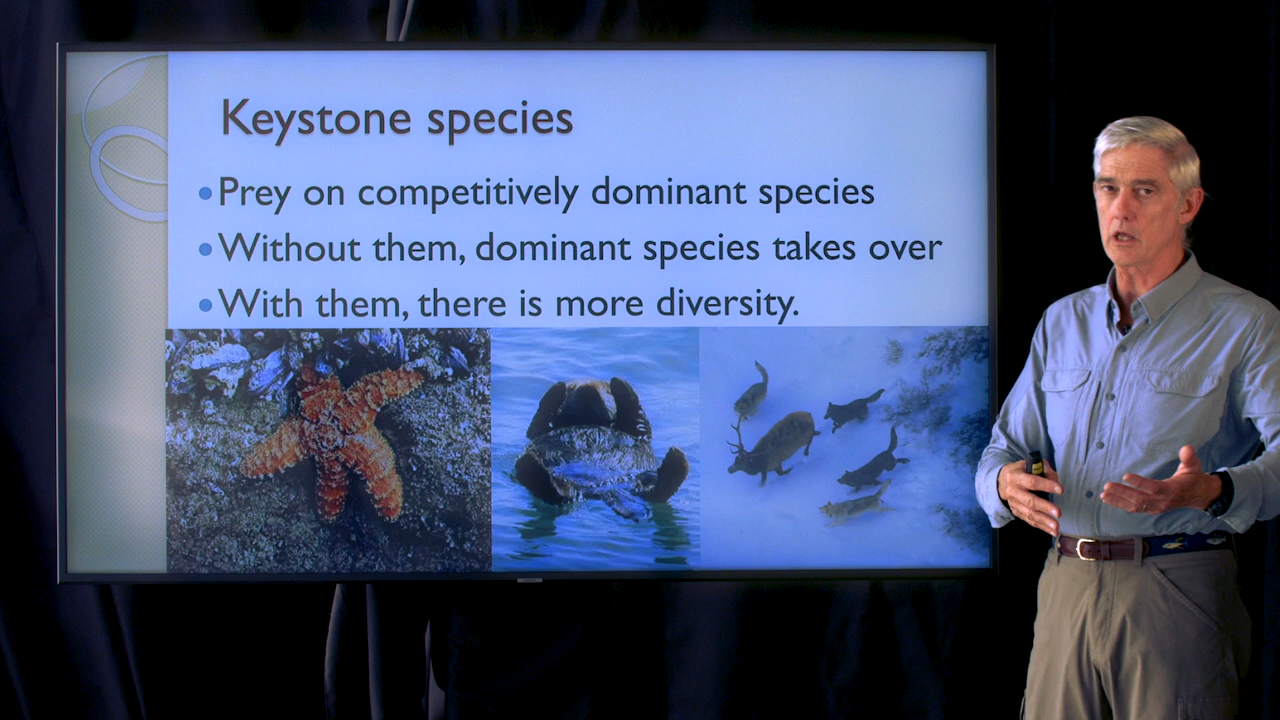 Keystone species
•Prey on competitively dominant species
•Without them, dominant species takes over
•With them, there is more diversity.